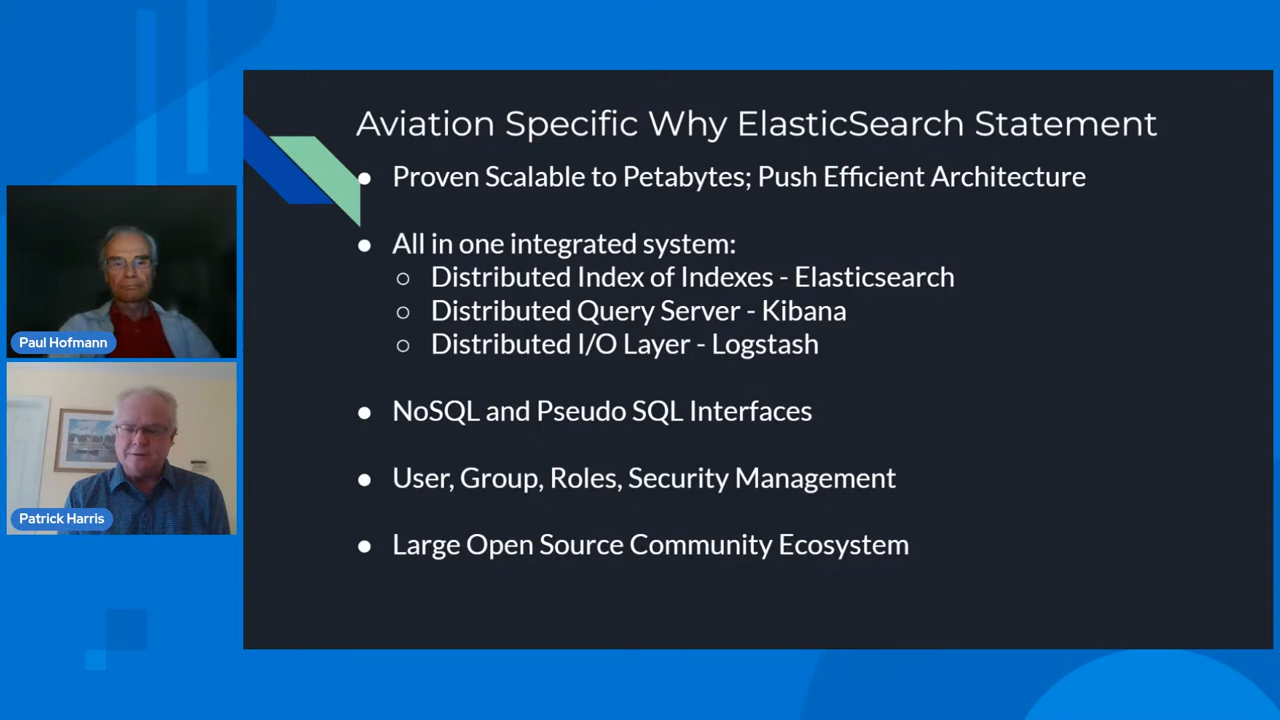 Aviation Specific Why ElasticSearch Statement
● Proven Scalable to Petabytes; Push Efficient Architecture
● All in one integrated system:
○ Distributed Index of Indexes - Elasticsearch
○ Distributed Query Server - Kibana
○ Distributed I/O Layer - Logstash
● NoSQL and Pseudo SQL Interfaces
● User, Group, Roles, Security Management
● Large Open Source Community Ecosystem
Paul Hofmann
Patrick Harris